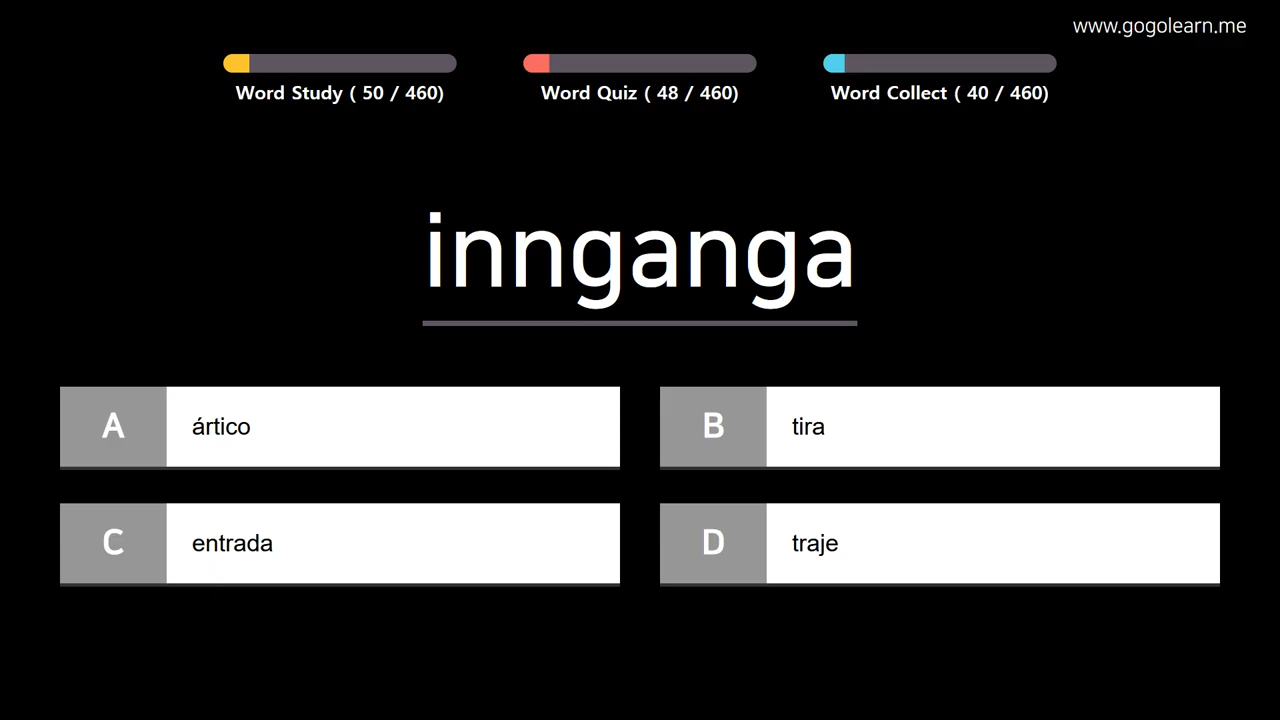 www.gogolearn.me
Word Study ( 50 / 460)
Word Quiz ( 48 / 460)
Word Collect ( 40 / 460)
innganga
A ártico
B tira
C entrada
D traje